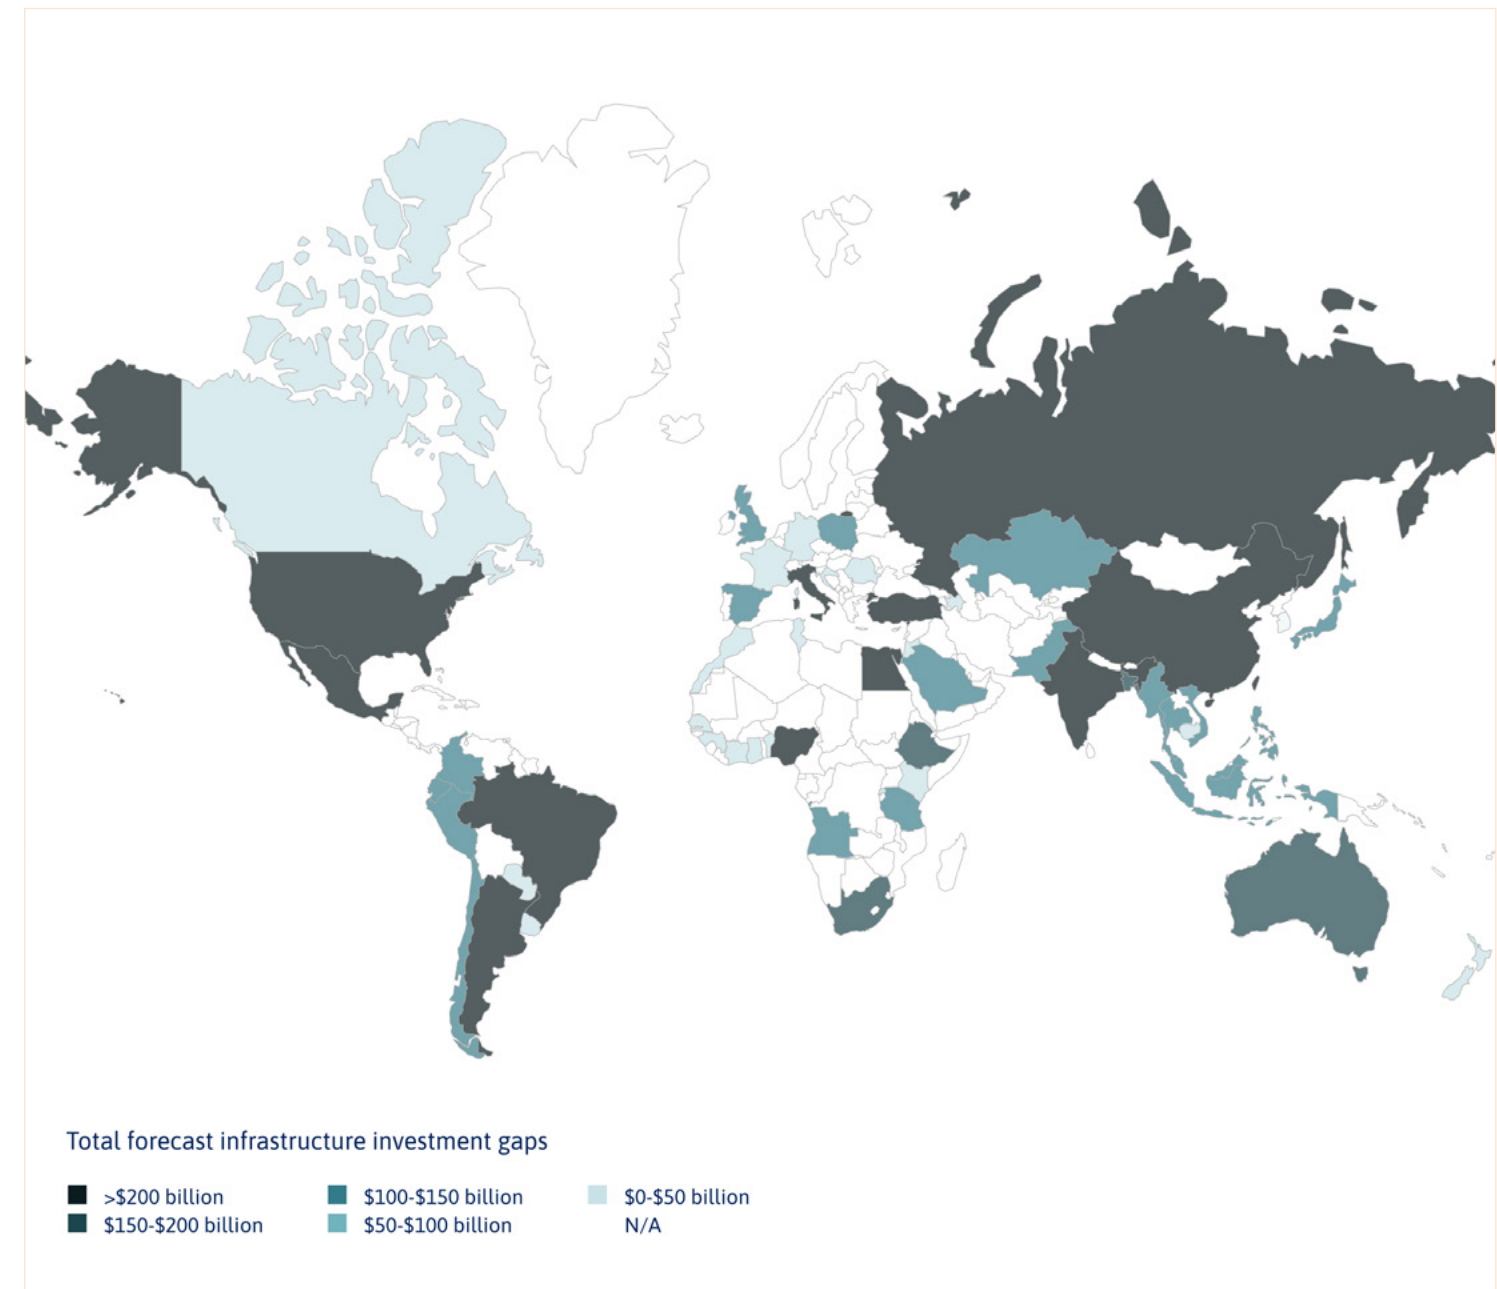 Total forecast infrastructure investment gaps
>$200 billion
$150-$200 billion
$100-$150 billion
$50-$100 billion
$0-$50 billion
N/A